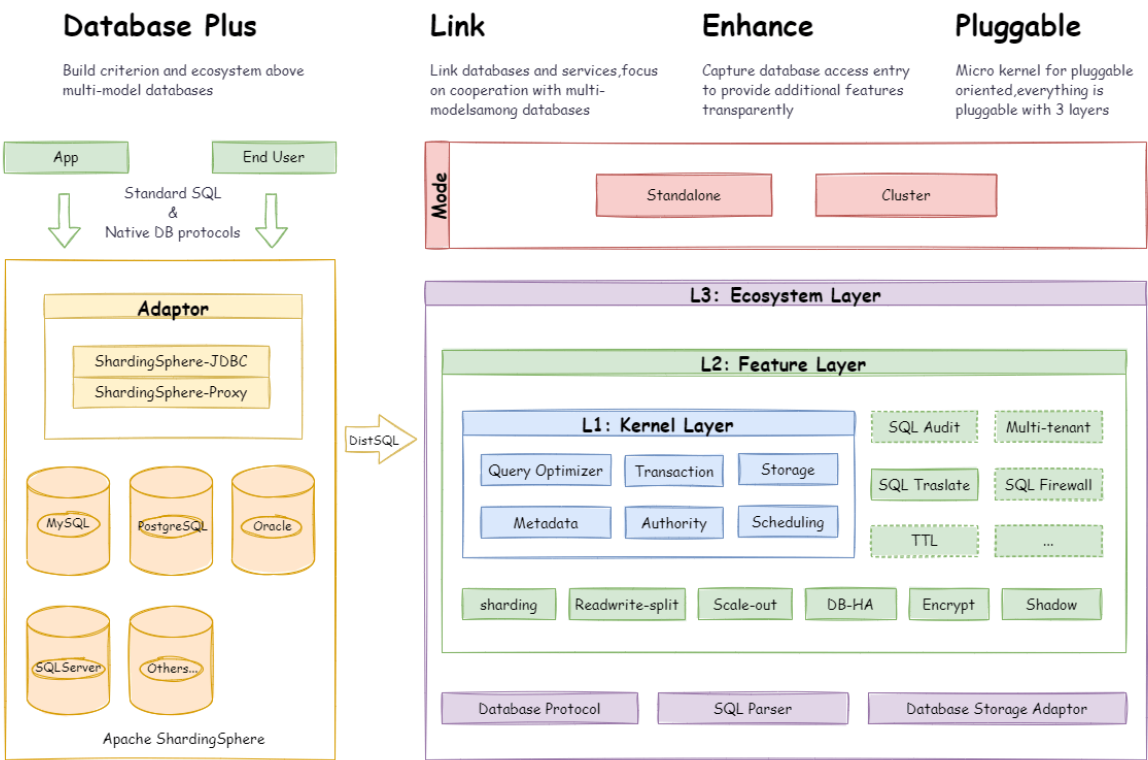 Database Plus
Build criterion and ecosystem above
multi-model databases
Link
Link databases and services,focus
on cooperation with multi-
modelsamong databases
Enhance
Capture database access entry
to provide additional features
transparently
Pluggable
Micro kernel for pluggable
oriented,everything is
pluggable with 3 layers
App
End User
Standard SQL
&
Native DB protocols
Adaptor
ShardingSphere-JDBC
ShardingSphere-Proxy
MySQL
PostgreSQL
Oracle
SQLServer
Others...
Apache ShardingSphere
DistSQL
Mode
Standalone
Cluster
L3: Ecosystem Layer
L2: Feature Layer
L1: Kernel Layer
Query Optimizer
Transaction
Storage
Metadata
Authority
Scheduling
SQL Audit
Multi-tenant
SQL Traslate
SQL Firewall
TTL
...
sharding
Readwrite-split
Scale-out
DB-HA
Encrypt
Shadow
Database Protocol
SQL Parser
Database Storage Adaptor